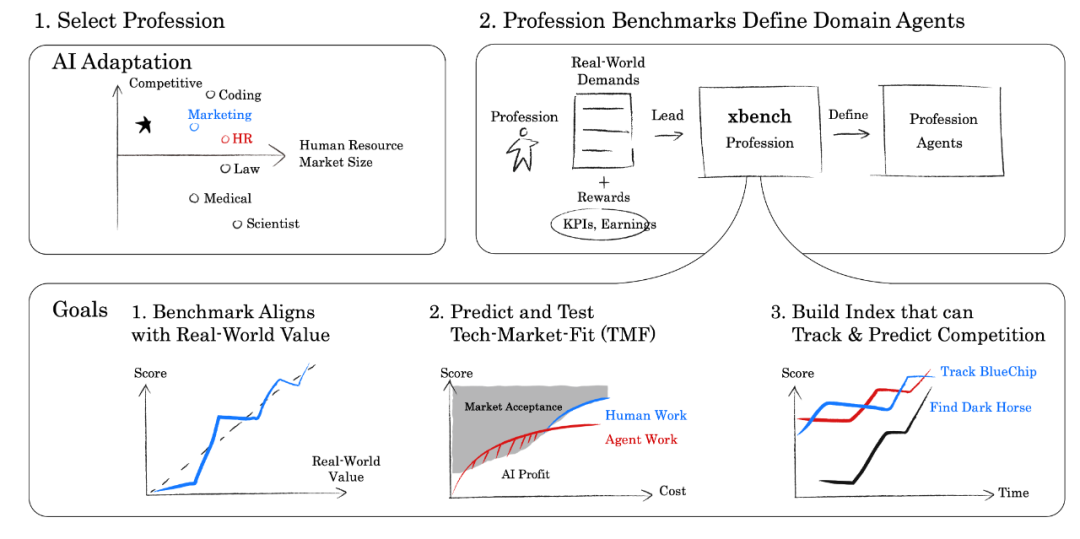 1. Select Profession
AI Adaptation
Competitive
Coding
Marketing
HR
Human Resource
Market Size
Law
Medical
Scientist
2. Profession Benchmarks Define Domain Agents
Real-World
Demands
Profession
Lead
xbench
Profession
Define
Profession
Agents
+
Rewards
KPIs, Earnings
Goals
1. Benchmark Aligns
with Real-World Value
Score
Real-World
Value
2. Predict and Test
Tech-Market-Fit (TMF)
Score
Market Acceptance
Human Work
Agent Work
AI Profit
Cost
3. Build Index that can
Track & Predict Competition
Score
Track BlueChip
Find Dark Horse
Time